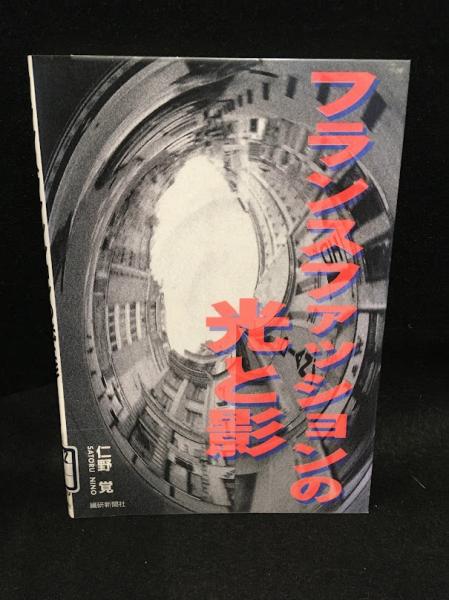 フランスファッションの
光と影
仁野 覚
SATORU NINO
繊研新聞社